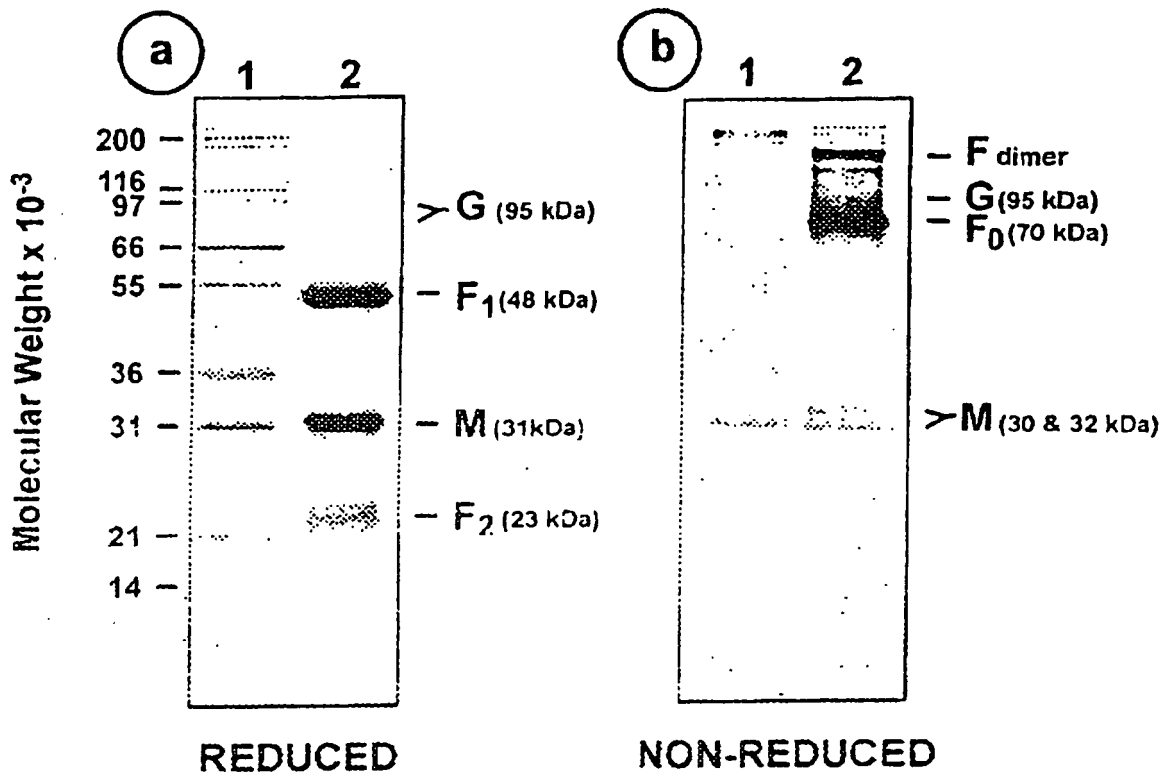 a
1 2
Molecular Weight x 10⁻³
200
116
97
66
55
36
31
21
14
G (95 kDa)
F₁ (48 kDa)
M (31kDa)
F₂ (23 kDa)
REDUCED
b
1 2
F dimer
G (95 kDa)
F₀ (70 kDa)
M (30 & 32 kDa)
NON-REDUCED